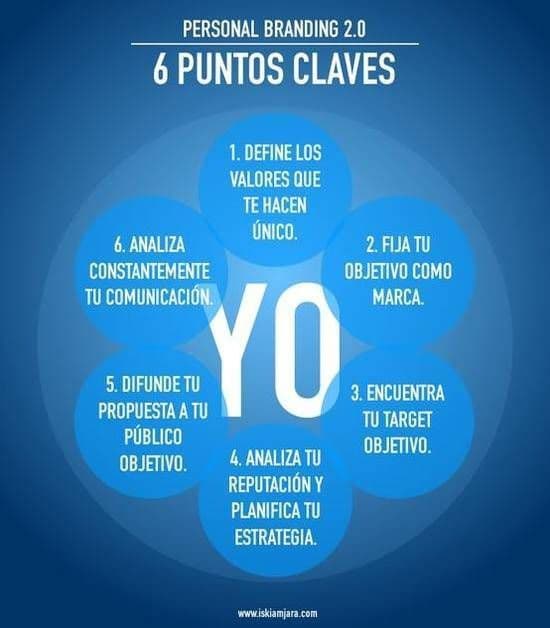 PERSONAL BRANDING 2.0
6 PUNTOS CLAVES
1. DEFINE LOS
VALORES QUE
TE HACEN
ÚNICO.
2. FIJA TU
OBJETIVO COMO
MARCA.
3. ENCUENTRA
TU TARGET
OBJETIVO.
4. ANALIZA TU
REPUTACIÓN Y
PLANIFICA TU
ESTRATEGIA.
5. DIFUNDE TU
PROPUESTA A TU
PÚBLICO
OBJETIVO.
6. ANALIZA
CONSTANTEMENTE
TU COMUNICACIÓN.
YO
www.iskiamjara.com